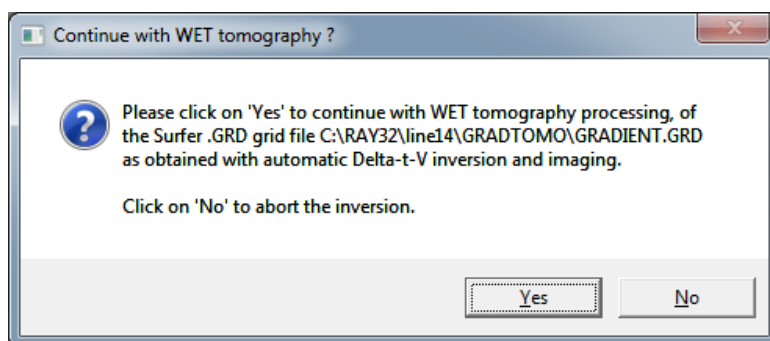 Continue with WET tomography ?
Please click on 'Yes' to continue with WET tomography processing, of
the Surfer .GRD grid file C:\RAY32\line14\GRADTOMO\GRADIENT.GRD
as obtained with automatic Delta-t-V inversion and imaging.
Click on 'No' to abort the inversion.
Yes
No